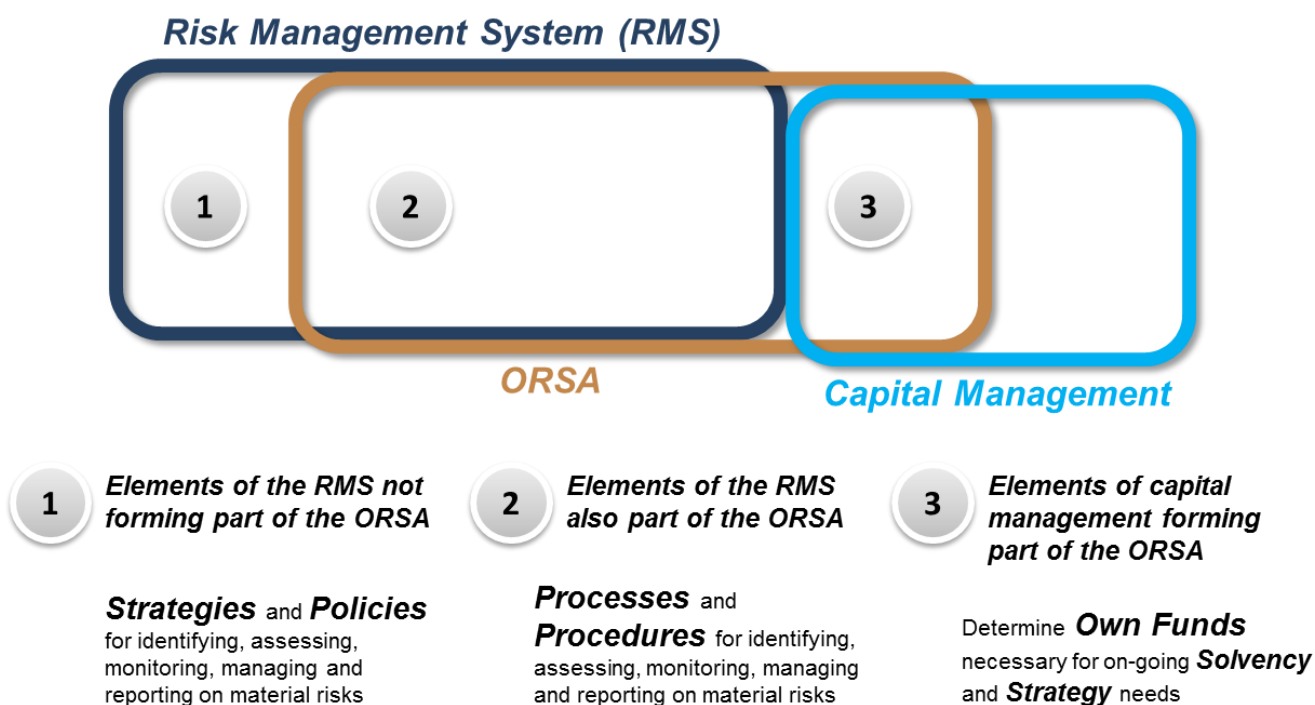 Risk Management System (RMS)
1
2
3
ORSA
Capital Management
1
Elements of the RMS not
forming part of the ORSA
Strategies and Policies
for identifying, assessing,
monitoring, managing and
reporting on material risks
2
Elements of the RMS
also part of the ORSA
Processes and
Procedures for identifying,
assessing, monitoring, managing
and reporting on material risks
3
Elements of capital
management forming
part of the ORSA
Determine Own Funds
necessary for on-going Solvency
and Strategy needs